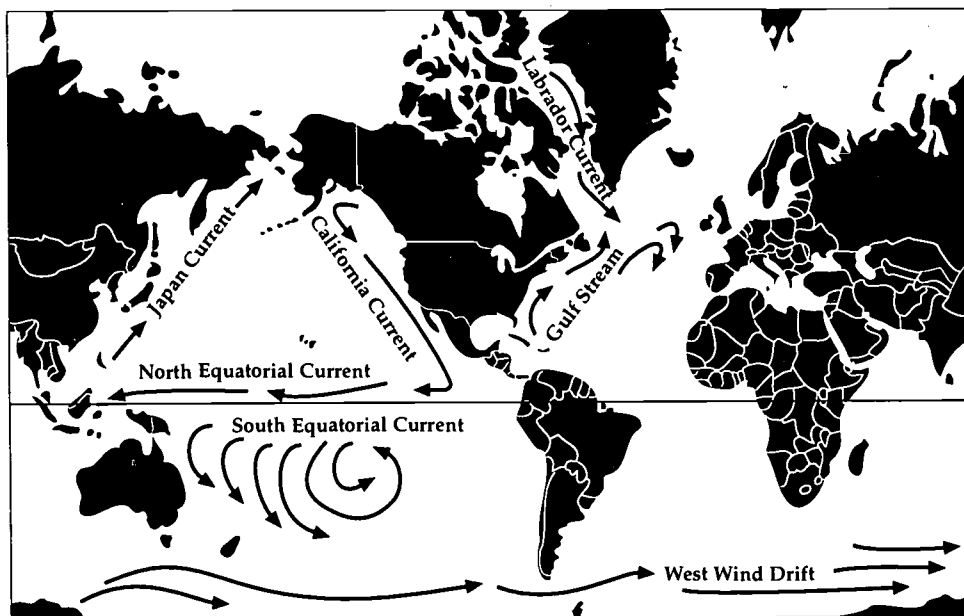 Labrador Current
Japan Current
California Current
Gulf Stream
North Equatorial Current
South Equatorial Current
West Wind Drift